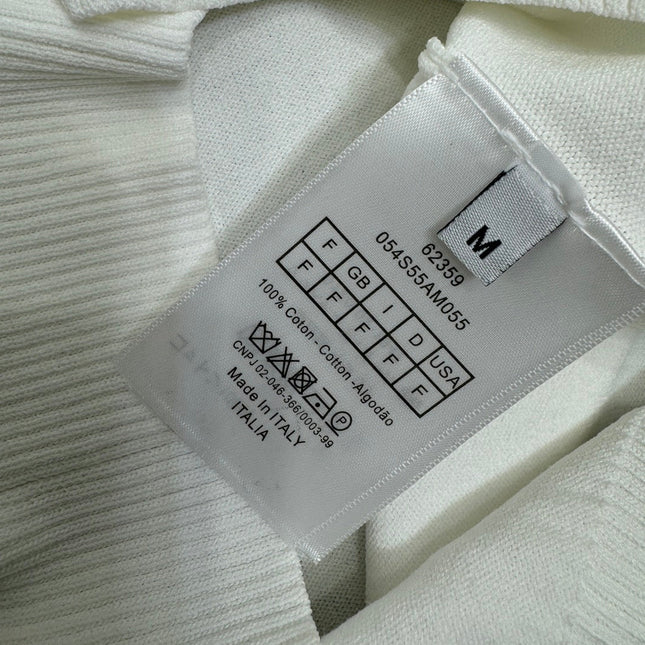 M
62359
054S55AM055
F GB I D USA
F F F F F
100% Coton - Cotton -Algodão
P
CNPJ 02-046-366/0003-99
Made in ITALY
ITALIA